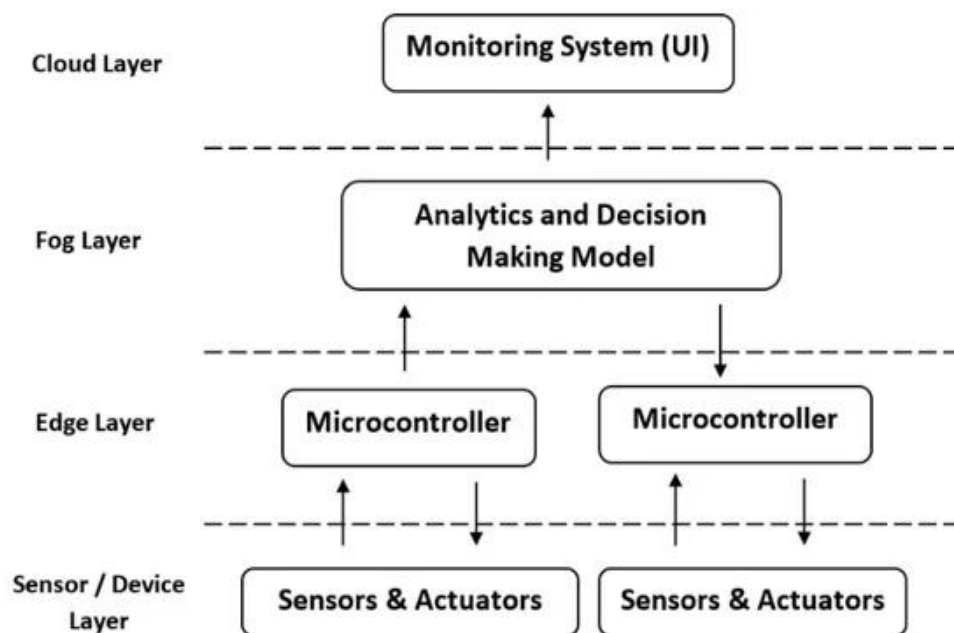 Cloud Layer
Monitoring System (UI)
Fog Layer
Analytics and Decision
Making Model
Edge Layer
Microcontroller
Microcontroller
Sensor / Device
Layer
Sensors & Actuators
Sensors & Actuators